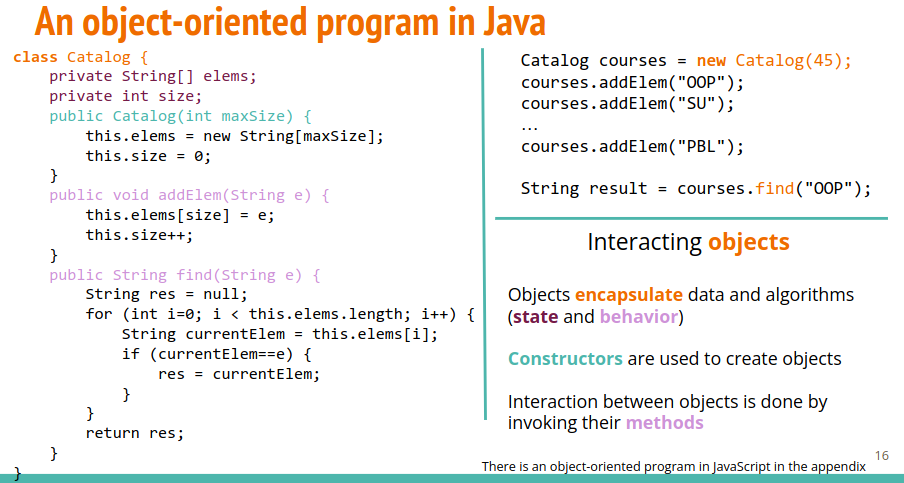 An object-oriented program in Java
class Catalog {
    private String[] elems;
    private int size;
    public Catalog(int maxSize) {
        this.elems = new String[maxSize];
        this.size = 0;
    }
    public void addElem(String e) {
        this.elems[size] = e;
        this.size++;
    }
    public String find(String e) {
        String res = null;
        for (int i=0; i < this.elems.length; i++) {
            String currentElem = this.elems[i];
            if (currentElem==e) {
                res = currentElem;
            }
        }
        return res;
    }
}
Catalog courses = new Catalog(45);
courses.addElem("OOP");
courses.addElem("SU");
...
courses.addElem("PBL");
String result = courses.find("OOP");
Interacting objects
Objects encapsulate data and algorithms
(state and behavior)
Constructors are used to create objects
Interaction between objects is done by
invoking their methods
16
There is an object-oriented program in JavaScript in the appendix